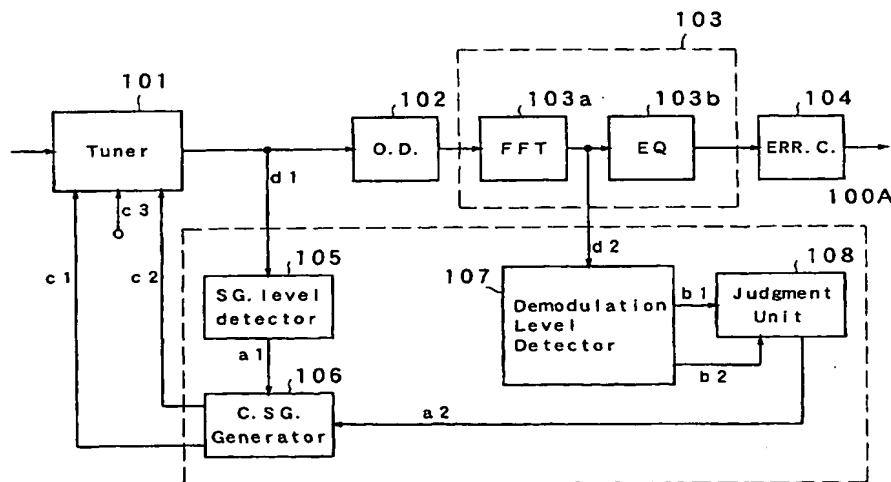 103
101
102
103a
103b
104
Tuner
O.D.
FFT
EQ
ERR.C.
100A
d1
c3
d2
c1
c2
105
SG. level
detector
107
Demodulation
Level
Detector
b1
b2
108
Judgment
Unit
a1
106
C.SG.
Generator
a2